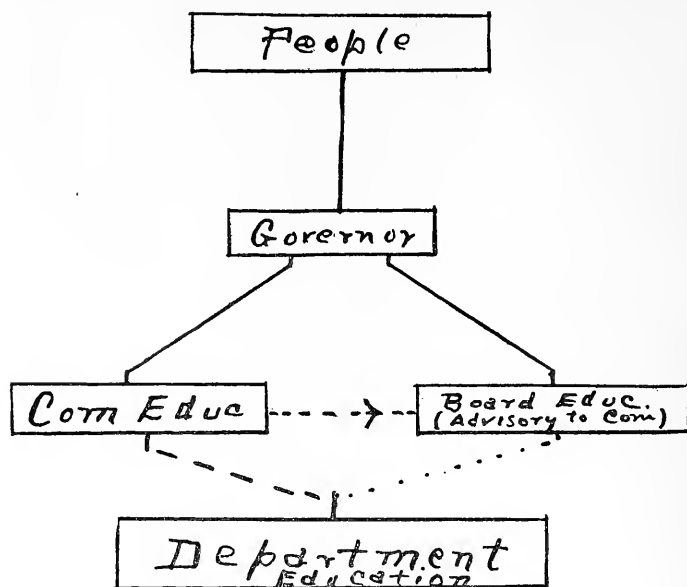 People
Governor
Com Educ
Board Educ.
(Advisory to Com)
Department
Education